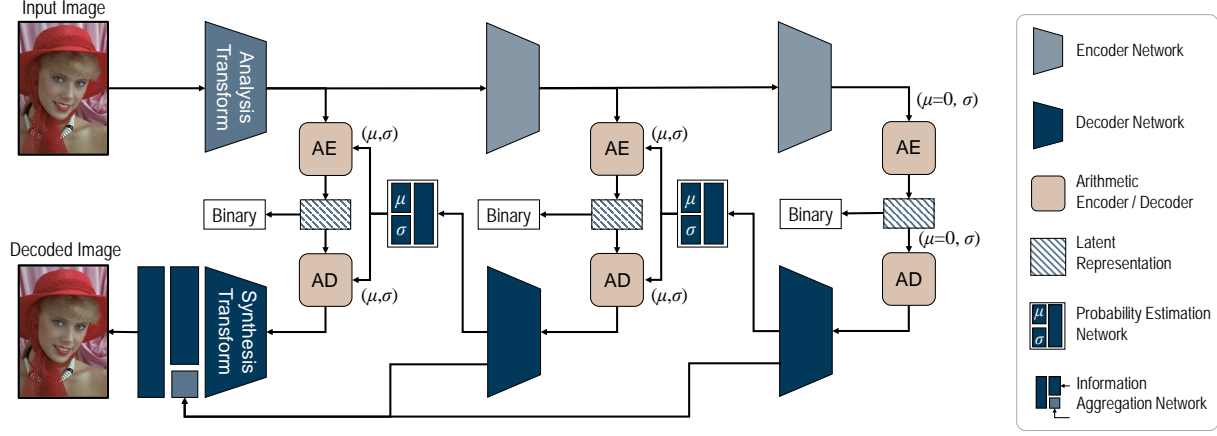 Input Image
Analysis
Transform
Encoder Network
(μ=0, σ)
(μ,σ)
(μ,σ)
AE
AE
AE
Decoder Network
μ
σ
μ
σ
Arithmetic
Encoder / Decoder
Binary
Binary
Binary
(μ=0, σ)
Decoded Image
Latent
Representation
AD
AD
AD
(μ,σ)
(μ,σ)
Synthesis
Transform
μ
σ
Probability Estimation
Network
Information
Aggregation Network